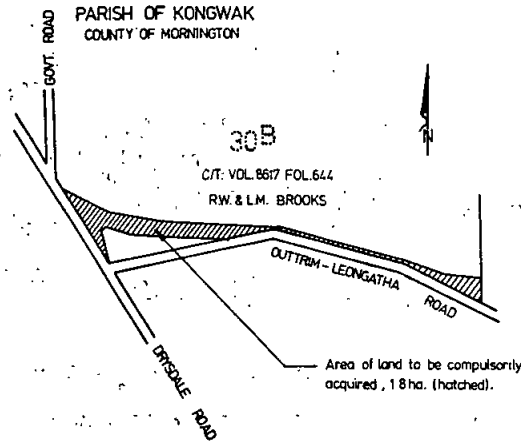 PARISH OF KONGWAK
COUNTY OF MORNINGTON
GOVT. ROAD
30B
N
C/T: VOL. 8617 FOL. 644
R.W. & L.M. BROOKS
OUTTRIM-LEONGATHA
ROAD
Area of land to be compulsorily
acquired, 1 8 ha. (hatched).
DRYSDALE ROAD